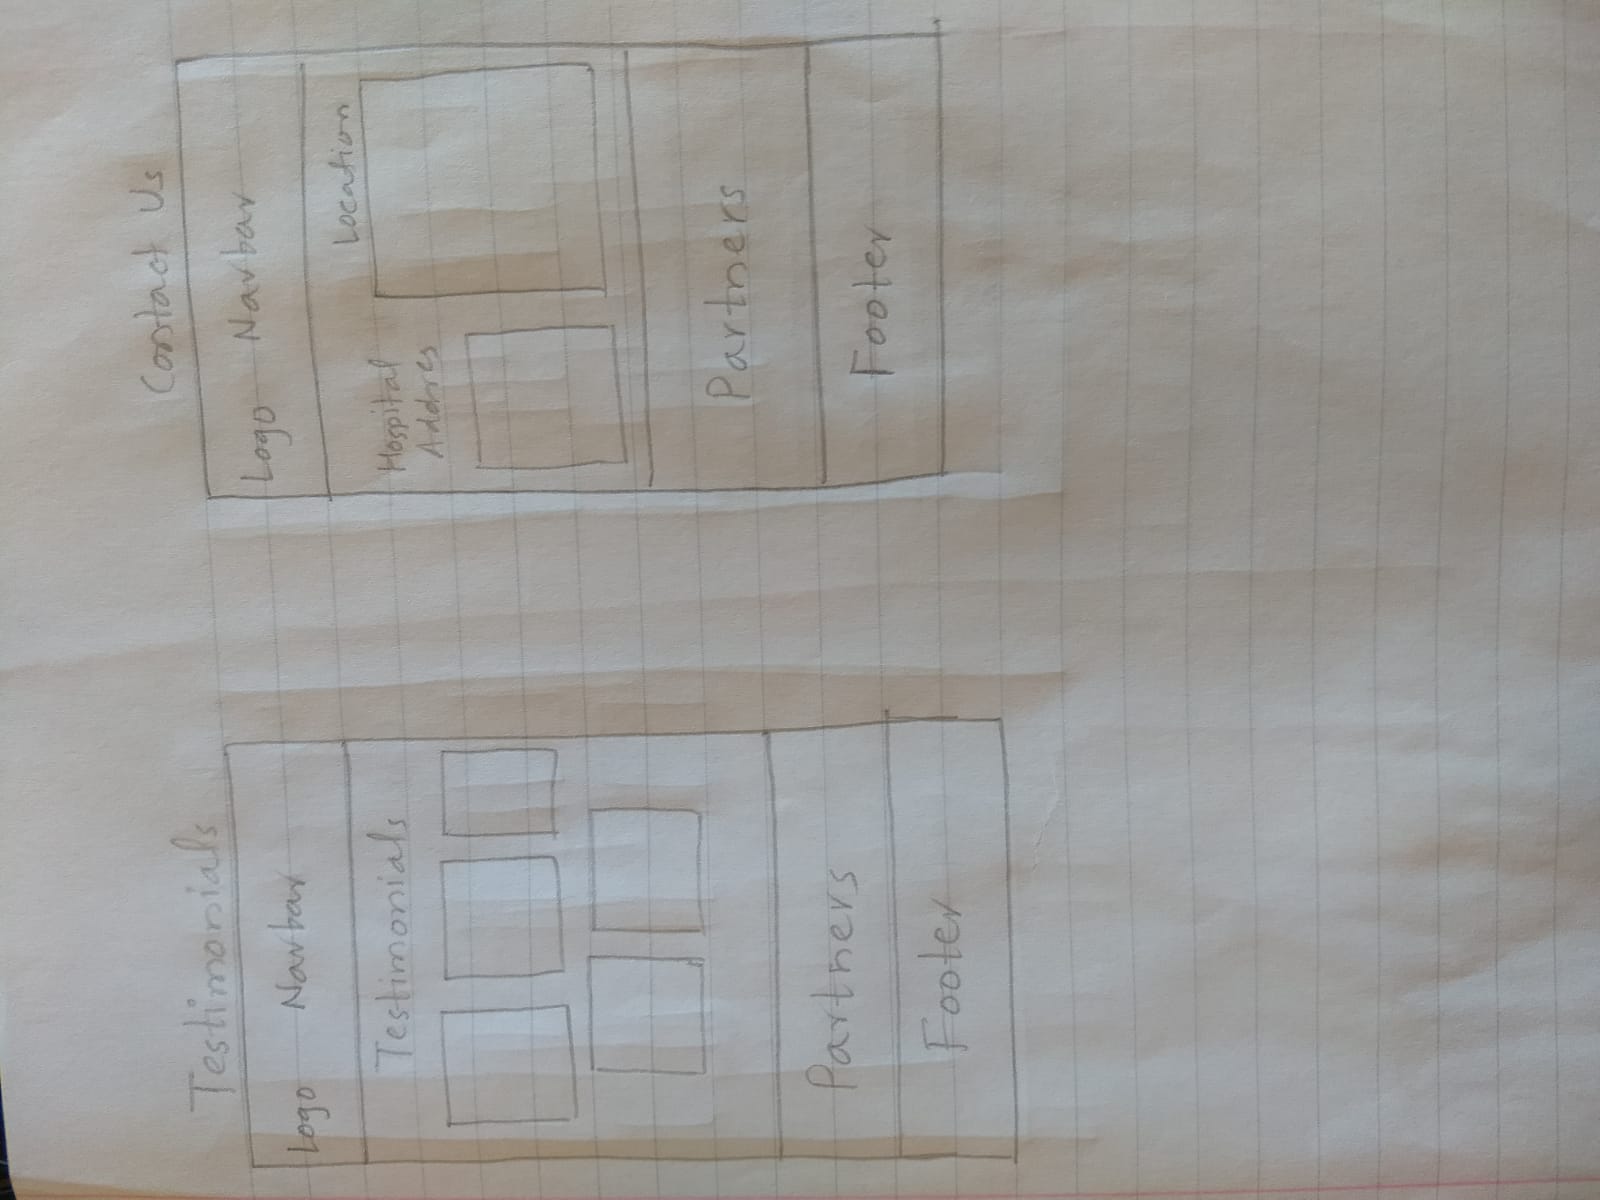 Testimonials
Logo Navbar
Testimonials
Partners
Footer
Contact Us
Logo Navbar
Location
Hospital
Addres
Partners
Footer